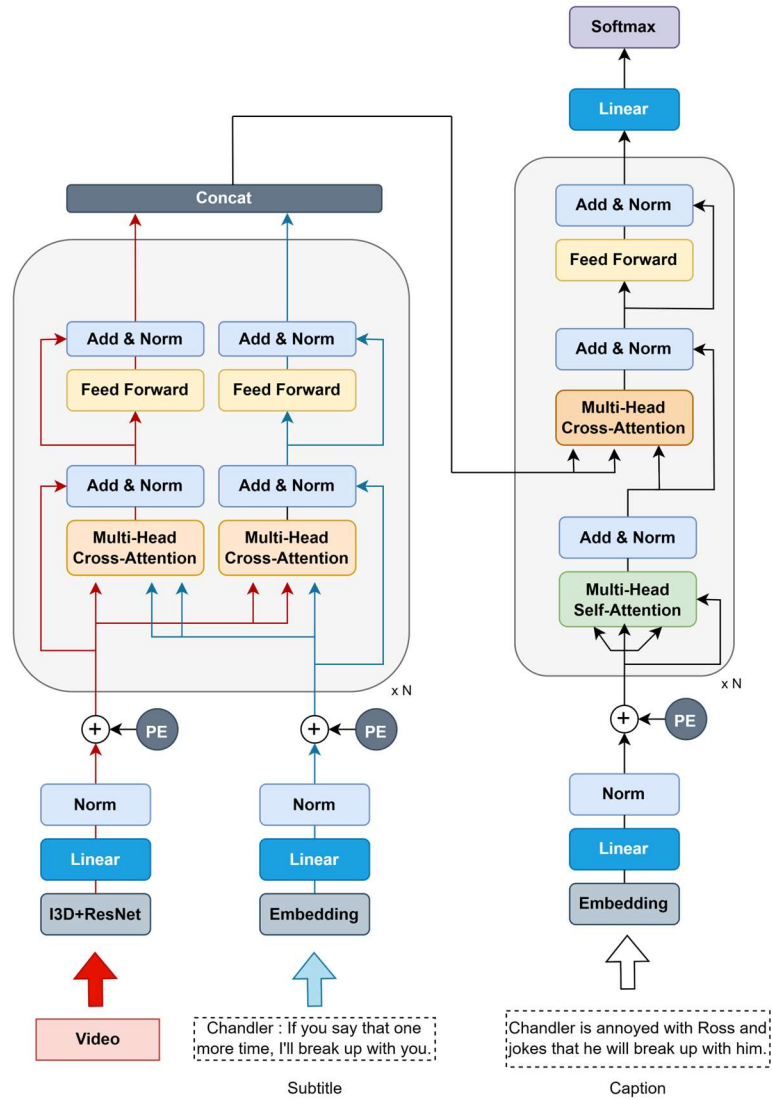 Softmax
Linear
Concat
Add & Norm
Feed Forward
Add & Norm
Add & Norm
Add & Norm
Feed Forward
Feed Forward
Multi-Head
Cross-Attention
Add & Norm
Add & Norm
Add & Norm
Multi-Head
Cross-Attention
Multi-Head
Cross-Attention
Multi-Head
Self-Attention
x N
x N
+
PE
+
PE
+
PE
Norm
Norm
Norm
Linear
Linear
Linear
I3D+ResNet
Embedding
Embedding
Video
Chandler : If you say that one
more time, I'll break up with you.
Chandler is annoyed with Ross and
jokes that he will break up with him.
Subtitle
Caption